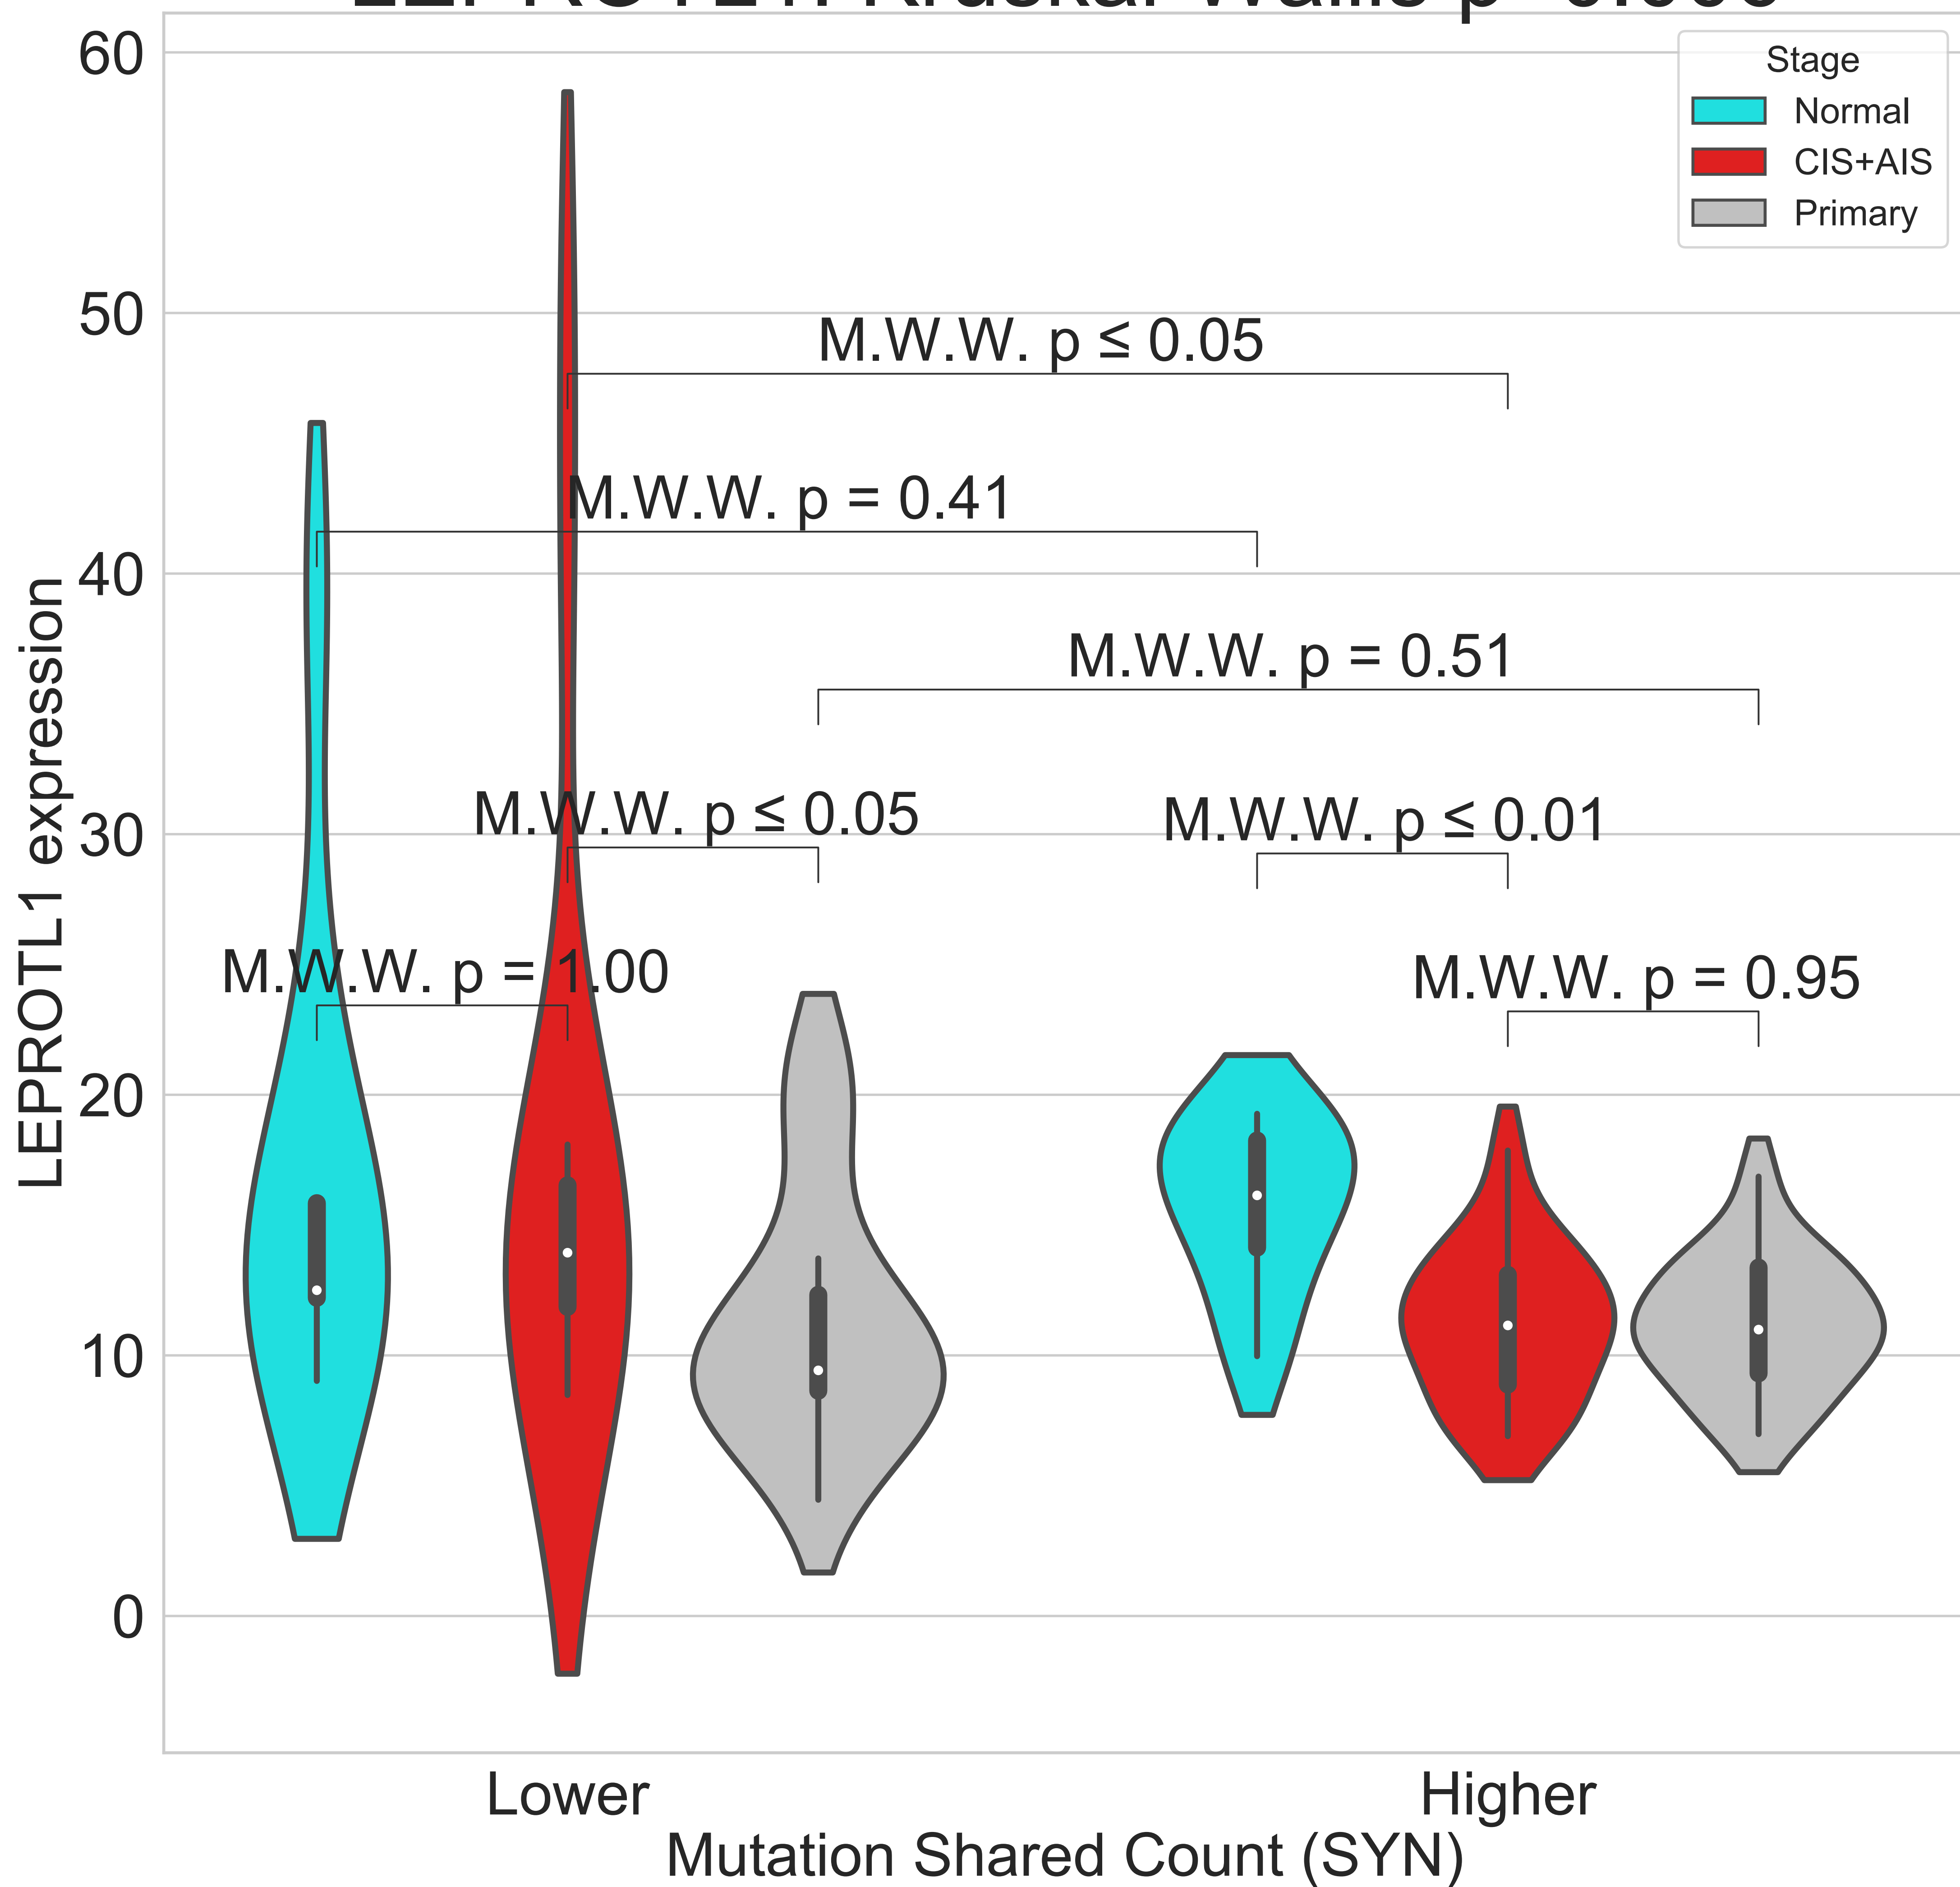 60
Stage
Normal
CIS+AIS
Primary
50
M.W.W. p ≤ 0.05
M.W.W. p = 0.41
40
M.W.W. p = 0.51
M.W.W. p ≤ 0.05
M.W.W. p ≤ 0.01
30
M.W.W. p = 1.00
M.W.W. p = 0.95
20
10
0
LEPROTL1 expression
Lower
Higher
Mutation Shared Count (SYN)